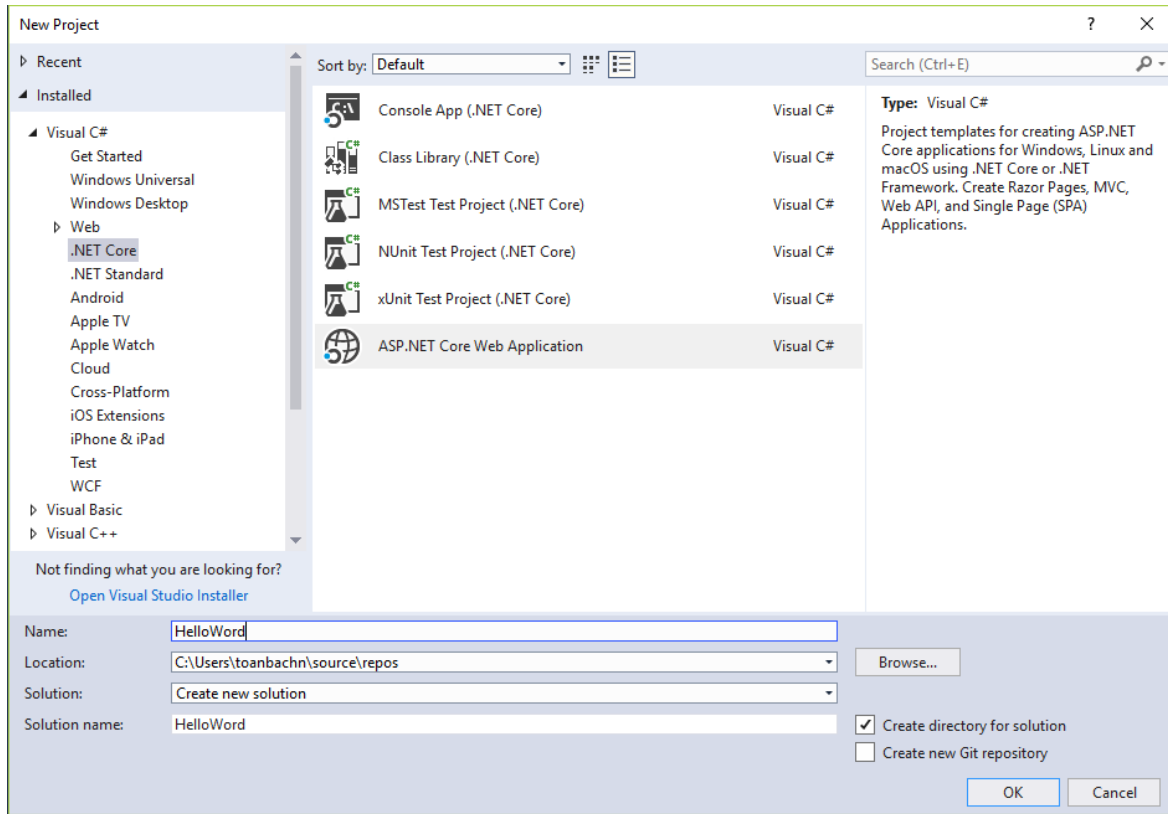 New Project
?
Recent
Installed
Visual C#
Get Started
Windows Universal
Windows Desktop
Web
.NET Core
.NET Standard
Android
Apple TV
Apple Watch
Cloud
Cross-Platform
iOS Extensions
iPhone & iPad
Test
WCF
Visual Basic
Visual C++
Not finding what you are looking for?
Open Visual Studio Installer
Sort by: Default
Console App (.NET Core) Visual C#
Class Library (.NET Core) Visual C#
MSTest Test Project (.NET Core) Visual C#
NUnit Test Project (.NET Core) Visual C#
xUnit Test Project (.NET Core) Visual C#
ASP.NET Core Web Application Visual C#
Search (Ctrl+E)
Type: Visual C#
Project templates for creating ASP.NET
Core applications for Windows, Linux and
macOS using .NET Core or .NET
Framework. Create Razor Pages, MVC,
Web API, and Single Page (SPA)
Applications.
Name: HelloWord
Location: C:\Users\toanbachn\source\repos
Browse...
Solution: Create new solution
Solution name: HelloWord
Create directory for solution
Create new Git repository
OK Cancel